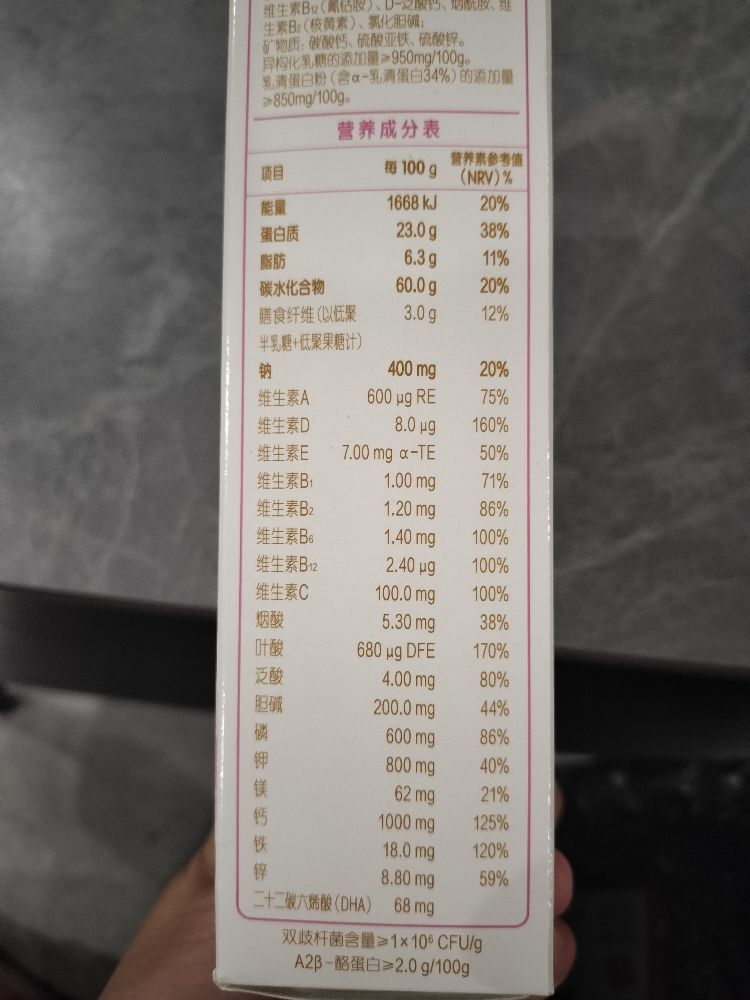 维生素B12（氰钴胺）、D-泛酸钙、烟酰胺、维
生素B2（核黄素）、氯化胆碱；
矿物质：碳酸钙、硫酸亚铁、硫酸锌。
异构化乳糖的添加量≥950mg/100g。
乳清蛋白粉（含α-乳清蛋白34%）的添加量
≥850mg/100g。
营养成分表
项目 每 100 g 营养素参考值（NRV）%
能量 1668 kJ 20%
蛋白质 23.0 g 38%
脂肪 6.3 g 11%
碳水化合物 60.0 g 20%
膳食纤维（以低聚 3.0 g 12%
半乳糖+低聚果糖计）
钠 400 mg 20%
维生素A 600 μg RE 75%
维生素D 8.0 μg 160%
维生素E 7.00 mg α-TE 50%
维生素B1 1.00 mg 71%
维生素B2 1.20 mg 86%
维生素B6 1.40 mg 100%
维生素B12 2.40 μg 100%
维生素C 100.0 mg 100%
烟酸 5.30 mg 38%
叶酸 680 μg DFE 170%
泛酸 4.00 mg 80%
胆碱 200.0 mg 44%
磷 600 mg 86%
钾 800 mg 40%
镁 62 mg 21%
钙 1000 mg 125%
铁 18.0 mg 120%
锌 8.80 mg 59%
二十二碳六烯酸（DHA） 68 mg
双歧杆菌含量≥1×10⁶ CFU/g
A2β-酪蛋白≥2.0 g/100g